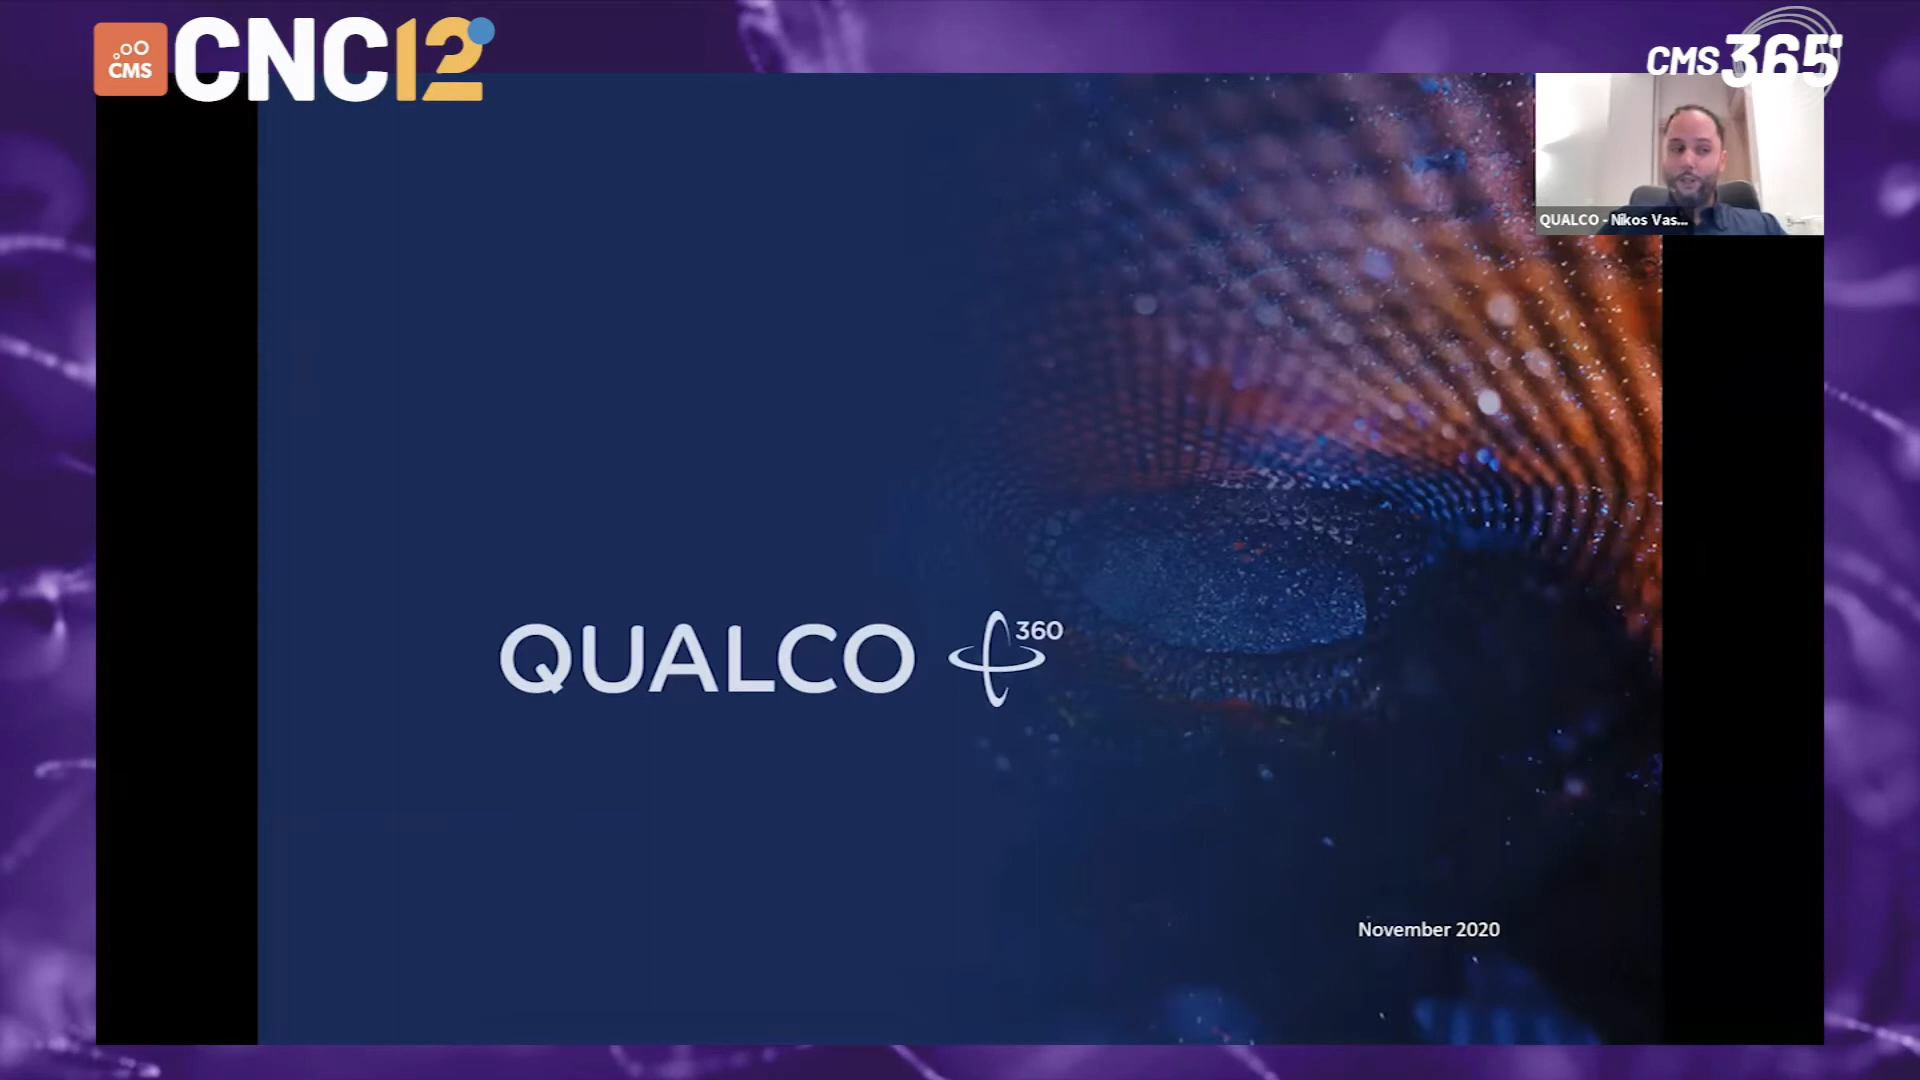 CMS
CNC12
CMS365
QUALCO - Nikos Vas...
QUALCO 360
November 2020